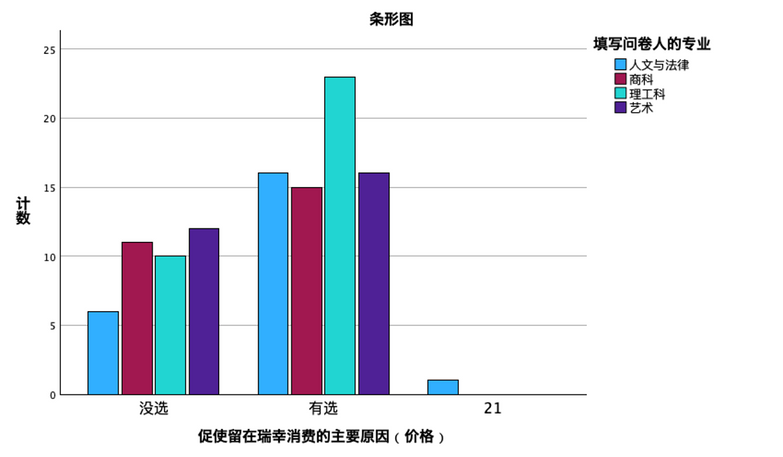 条形图
填写问卷人的专业
人文与法律
商科
理工科
艺术
计数
25
20
15
10
5
0
没选
有选
21
促使留在瑞幸消费的主要原因（价格）